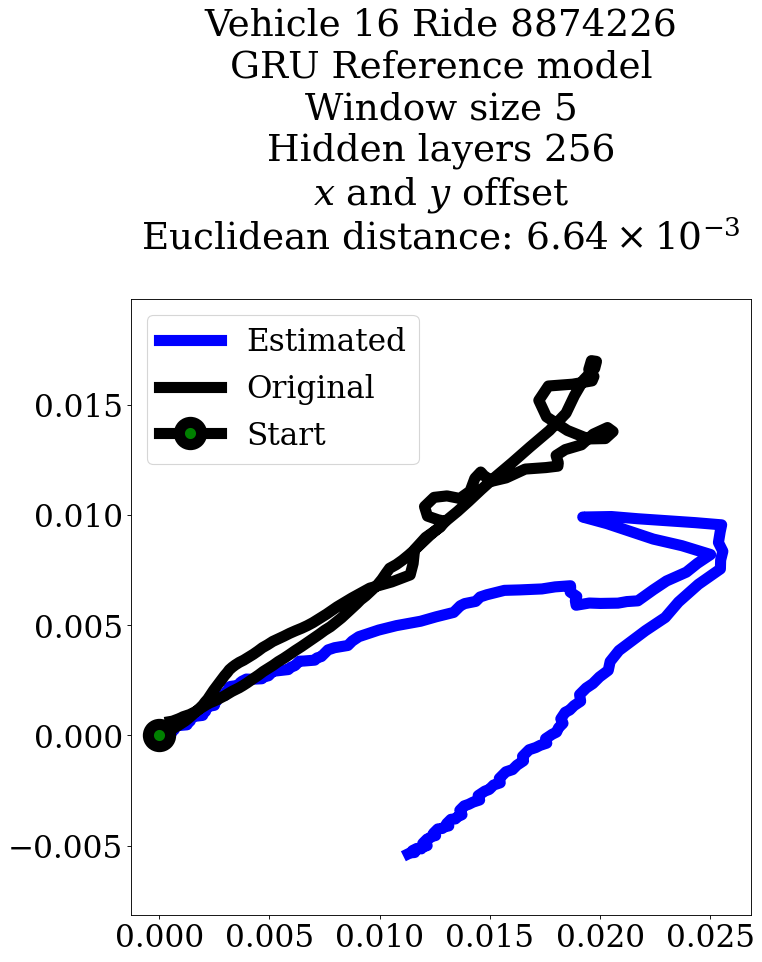 Vehicle 16 Ride 8874226
GRU Reference model
Window size 5
Hidden layers 256
x and y offset
Euclidean distance: 6.64 × 10⁻³
Estimated
Original
Start
0.015
0.010
0.005
0.000
−0.005
0.000 0.005 0.010 0.015 0.020 0.025